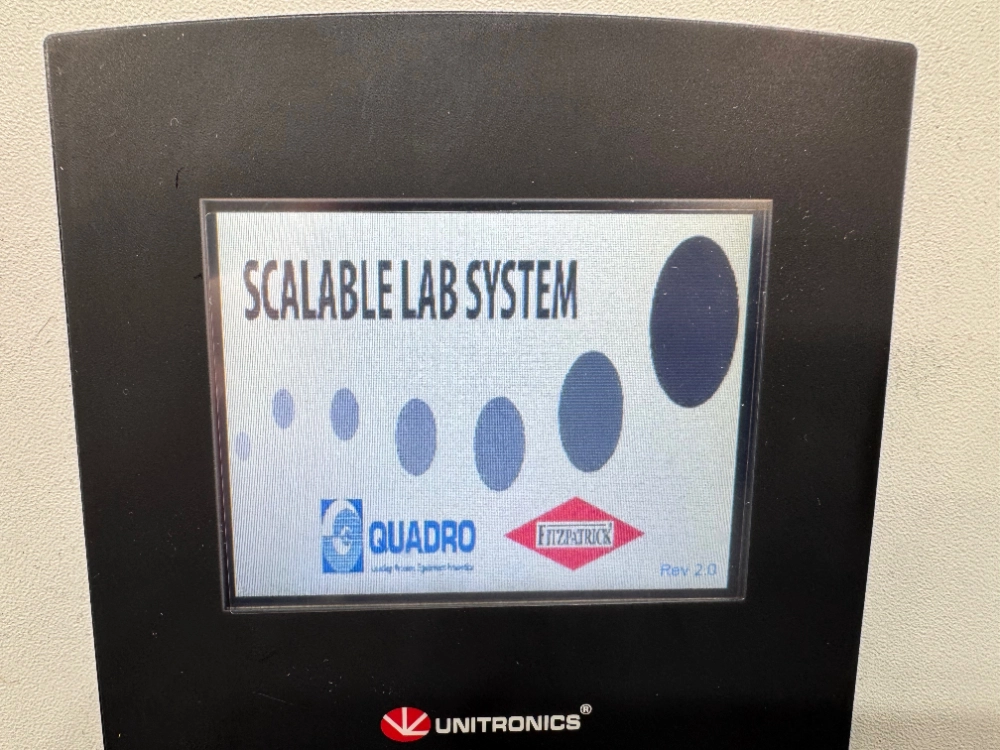 SCALABLE LAB SYSTEM
QUADRO
FITZPATRICK
Rev 2.0
UNITRONICS®